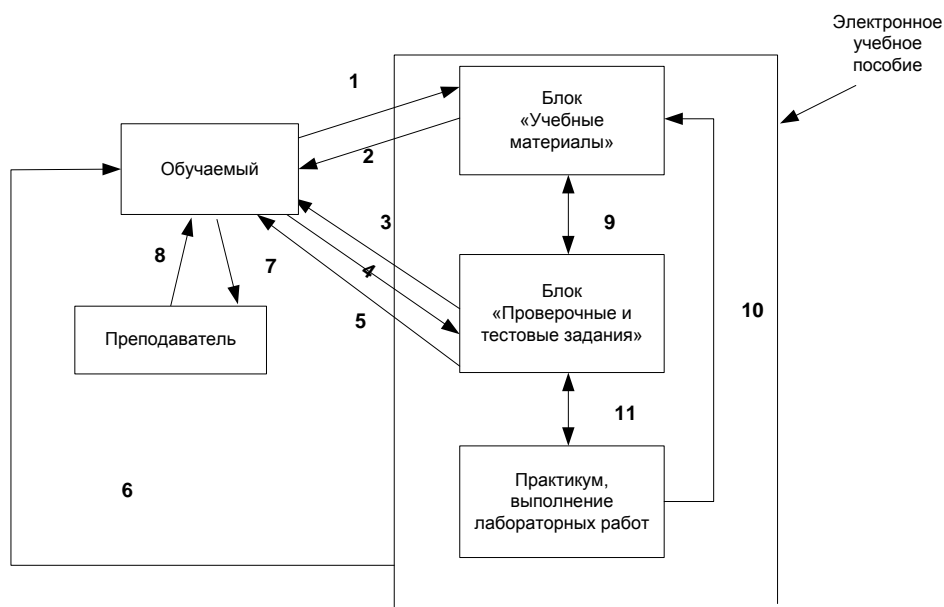 Электронное
учебное
пособие
1
Блок
«Учебные
материалы»
2
Обучаемый
3
9
8
7
4
Блок
«Проверочные и
тестовые задания»
10
5
Преподаватель
11
6
Практикум,
выполнение
лабораторных работ